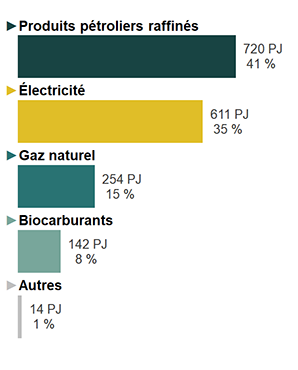 Produits pétroliers raffinés
720 PJ
41 %
Électricité
611 PJ
35 %
Gaz naturel
254 PJ
15 %
Biocarburants
142 PJ
8 %
Autres
14 PJ
1 %